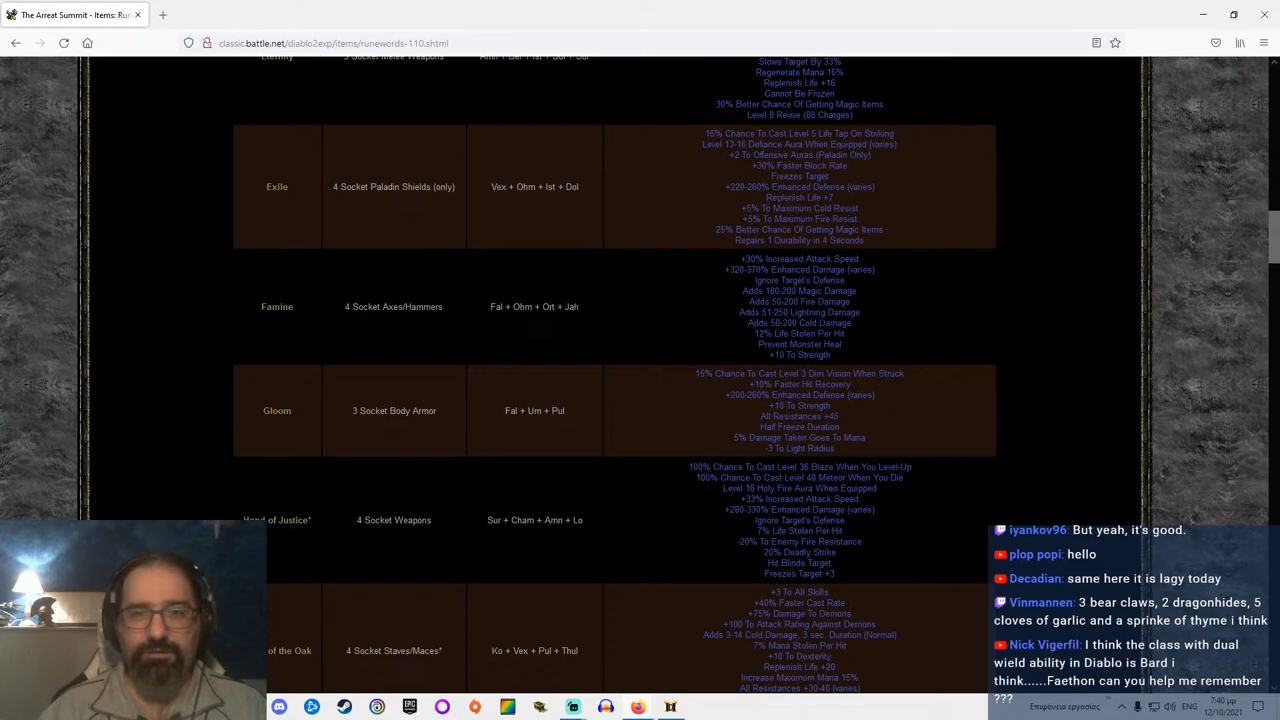 The Arreat Summit - Items: Run
classic.battle.net/diablo2exp/items/runewords-110.shtml
Slows Target By 33%
Regenerate Mana 16%
Replenish Life +16
Cannot Be Frozen
30% Better Chance Of Getting Magic Items
Level 8 Revive (88 Charges)
Exile
4 Socket Paladin Shields (only)
Vex + Ohm + Ist + Dol
15% Chance To Cast Level 5 Life Tap On Striking
Level 13-16 Defiance Aura When Equipped (varies)
+2 To Offensive Auras (Paladin Only)
+30% Faster Block Rate
Freezes Target
+220-260% Enhanced Defense (varies)
Replenish Life +7
+5% To Maximum Cold Resist
+5% To Maximum Fire Resist
25% Better Chance Of Getting Magic Items
Repairs 1 Durability in 4 Seconds
Famine
4 Socket Axes/Hammers
Fal + Ohm + Ort + Jah
+30% Increased Attack Speed
+320-370% Enhanced Damage (varies)
Ignore Target's Defense
Adds 180-200 Magic Damage
Adds 50-200 Fire Damage
Adds 51-250 Lightning Damage
Adds 50-200 Cold Damage
12% Life Stolen Per Hit
Prevent Monster Heal
+10 To Strength
Gloom
3 Socket Body Armor
Fal + Um + Pul
15% Chance To Cast Level 3 Dim Vision When Struck
+10% Faster Hit Recovery
+200-260% Enhanced Defense (varies)
+10 To Strength
All Resistances +45
Half Freeze Duration
5% Damage Taken Goes To Mana
-3 To Light Radius
Hand of Justice*
4 Socket Weapons
Sur + Cham + Amn + Lo
100% Chance To Cast Level 36 Blaze When You Level-Up
100% Chance To Cast Level 48 Meteor When You Die
Level 16 Holy Fire Aura When Equipped
+33% Increased Attack Speed
+280-330% Enhanced Damage (varies)
Ignore Target's Defense
7% Life Stolen Per Hit
-20% To Enemy Fire Resistance
20% Deadly Strike
Hit Blinds Target
Freezes Target +3
of the Oak
4 Socket Staves/Maces*
Ko + Vex + Pul + Thul
+3 To All Skills
+40% Faster Cast Rate
+75% Damage To Demons
+100 To Attack Rating Against Demons
Adds 3-14 Cold Damage, 3 sec. Duration (Normal)
7% Mana Stolen Per Hit
+10 To Dexterity
Replenish Life +20
Increase Maximum Mana 15%
All Resistances +30-40 (varies)
iyankov96: But yeah, it's good.
plop popi: hello
Decadian: same here it is lagy today
Vinmannen: 3 bear claws, 2 dragonhide, 5
cloves of garlic and a sprinke of thyme i think
Nick Vigerfil: I think the class with dual
wield ability in Diablo is Bard i
think......Faethon can you help me remember
???
EPIC
Επιφάνεια εργασίας
7:40 μμ
12/10/2021